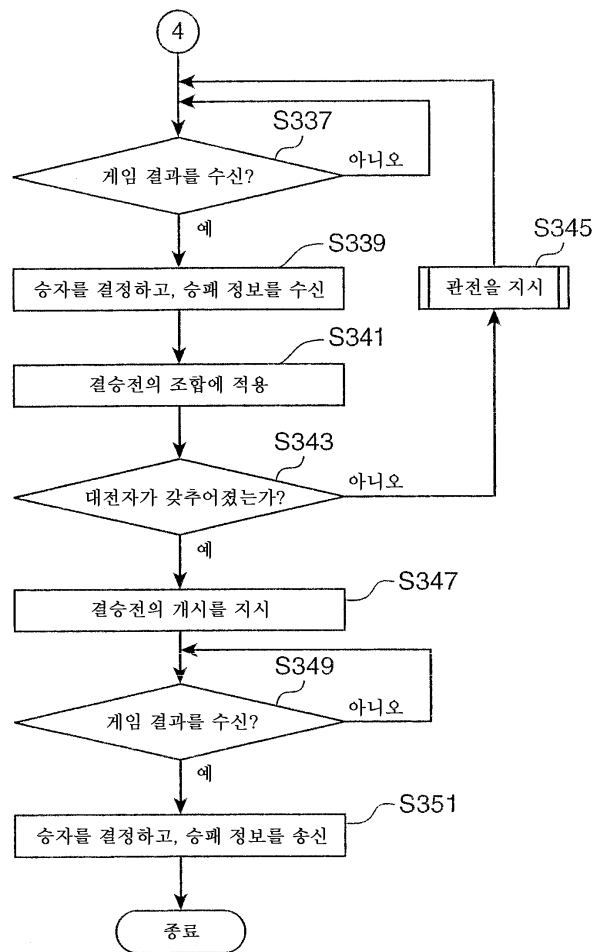 4
S337
게임 결과를 수신?
아니오
예
S339
승자를 결정하고, 승패 정보를 수신
S345
관전을 지시
S341
결승전의 조합에 적용
S343
대전자가 갖추어졌는가?
아니오
예
S347
결승전의 개시를 지시
S349
게임 결과를 수신?
아니오
예
S351
승자를 결정하고, 승패 정보를 송신
종료